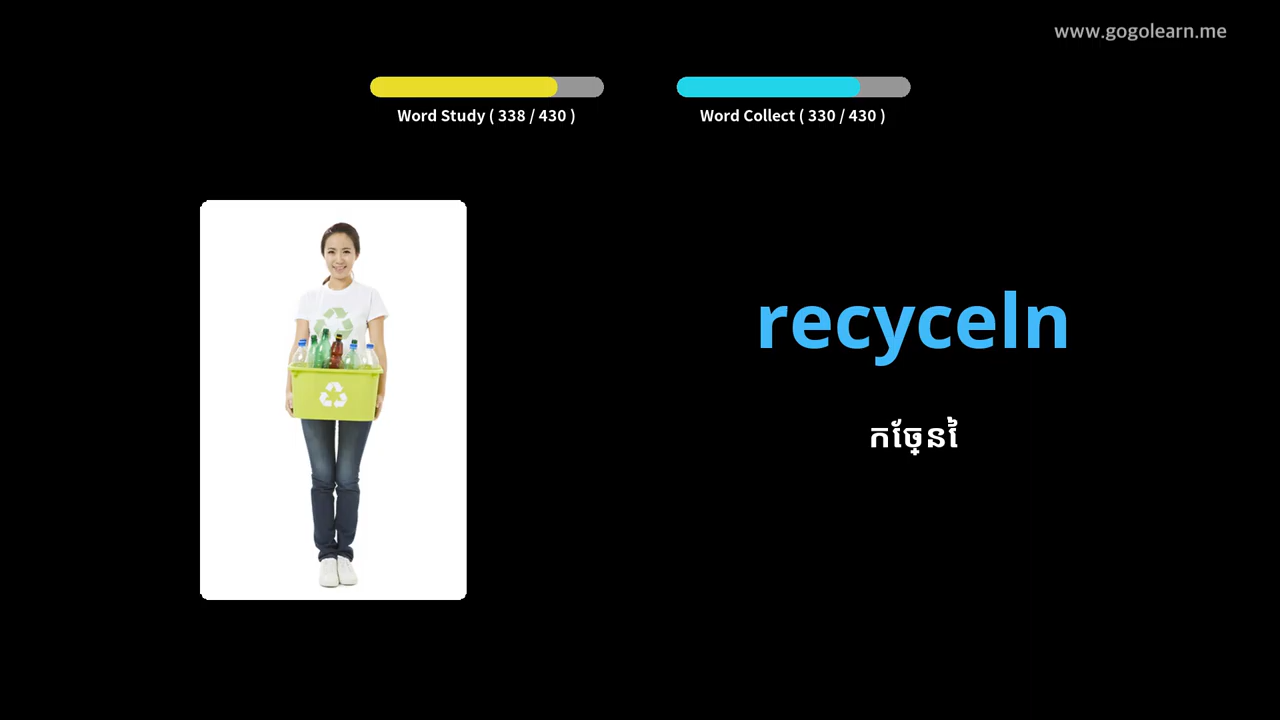 www.gogolearn.me
Word Study ( 338 / 430 )
Word Collect ( 330 / 430 )
recyceln
កច្នៃ